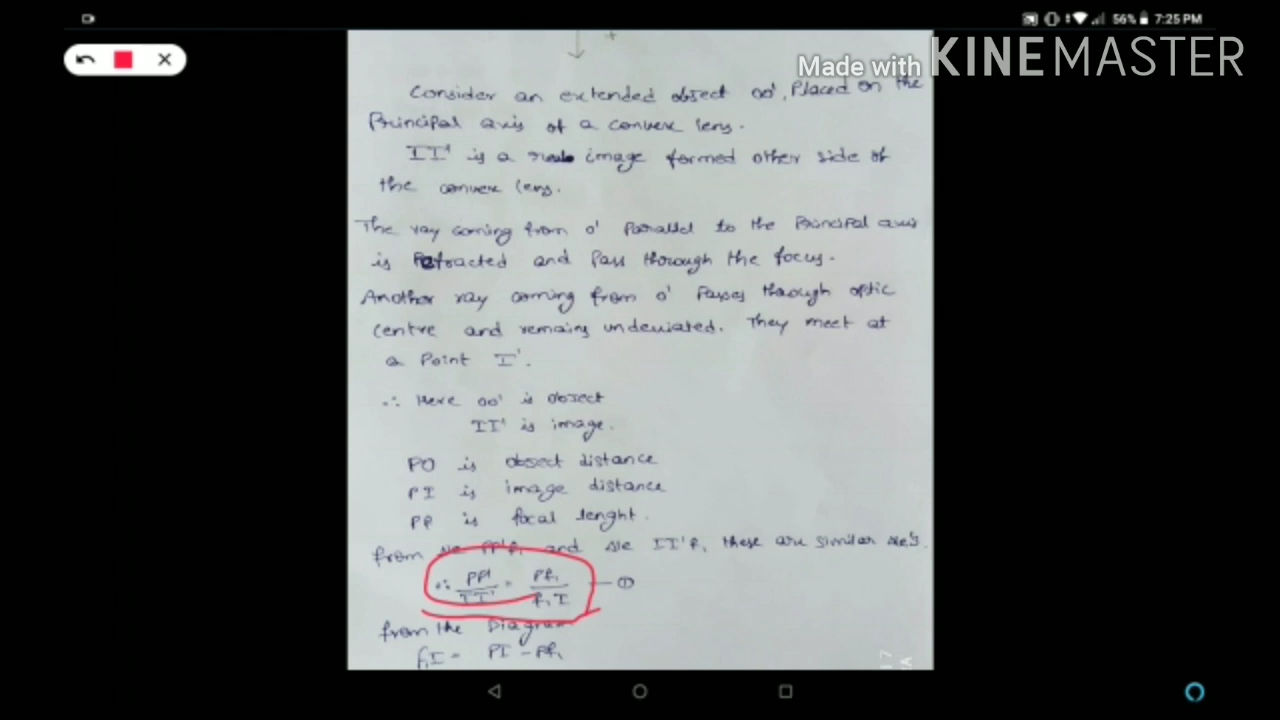 56% 7:25 PM
Made with KINEMASTER
Consider an extended object OO', Placed on the
Principal axis of a convex lens.
II' is a image formed other side of
the convex lens.
The ray coming from O' Parallel to the Principal axis
is Refracted and Pass through the focus.
Another ray coming from O' Passes through optic
centre and remains undeviated. They meet at
a Point I'.
∴ Here OO' is object
II' is image.
PO is object distance
PI is image distance
is focal lenght.
from PP'f₁ and Δle II'f₁ these are similar Δle's.
∴ PP'/II' = Pf₁/f₁I — ①
from the Diagram
f₁I = PI - Pf₁